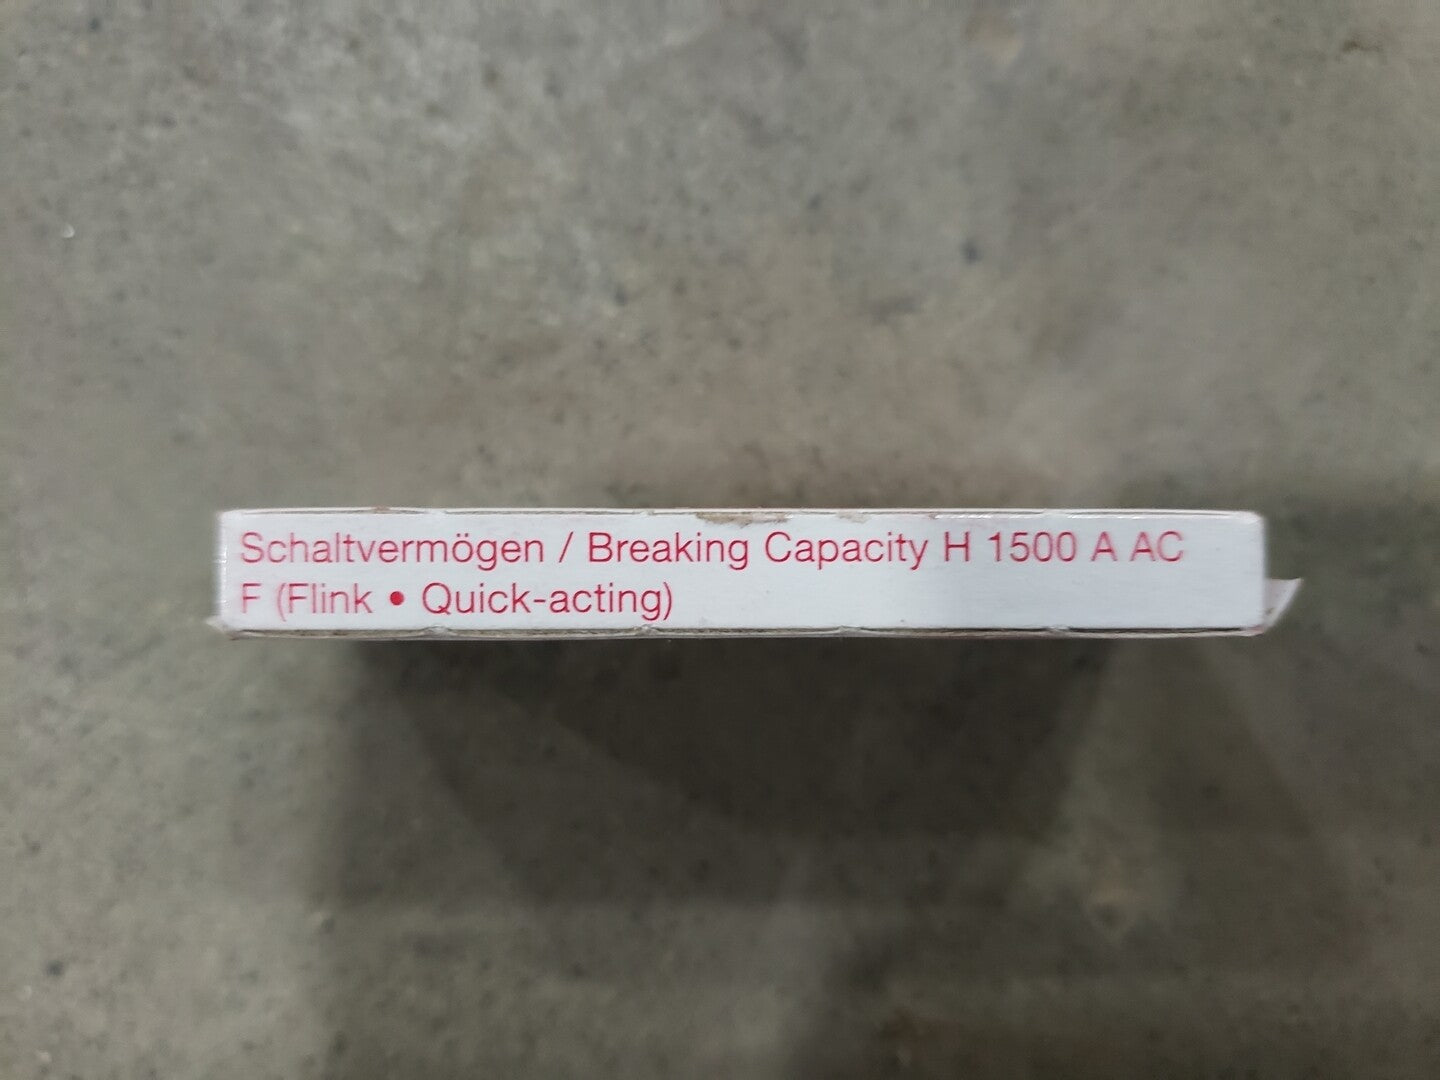 Schaltvermögen / Breaking Capacity H 1500 A AC
F (Flink • Quick-acting)